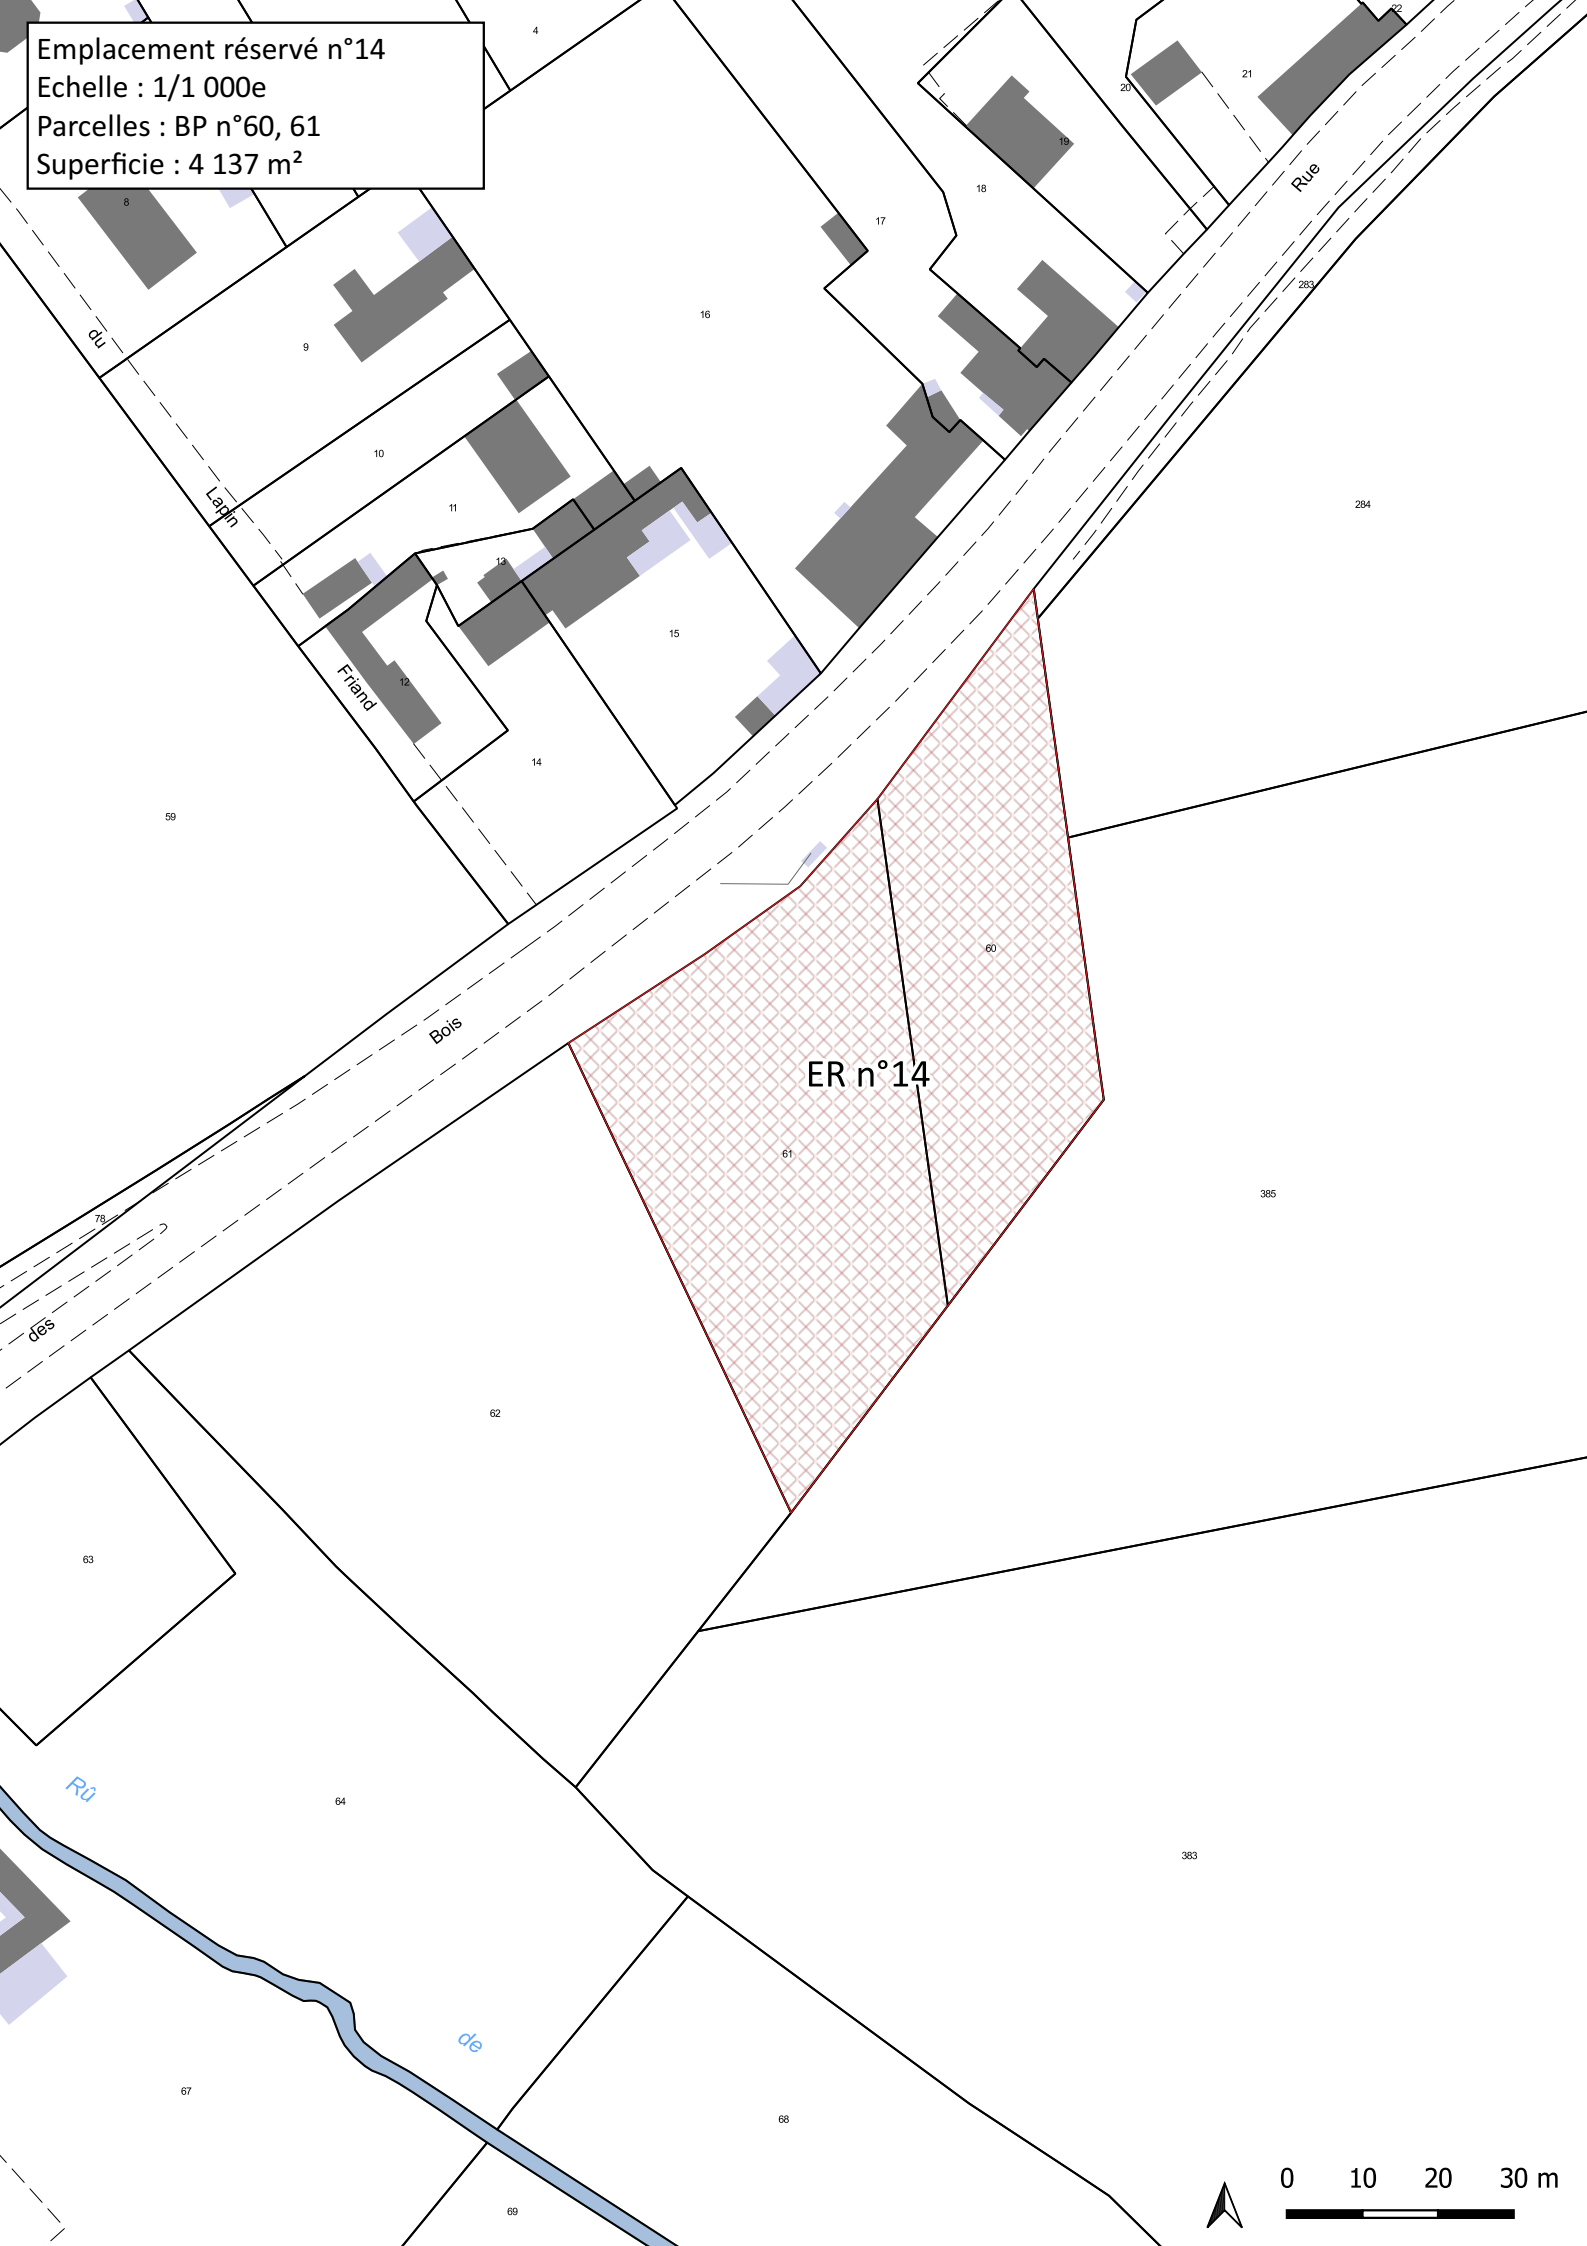 Emplacement réservé n°14
Echelle : 1/1 000e
Parcelles : BP n°60, 61
Superficie : 4 137 m²
4
22
21
20
19
18
17
16
Rue
8
283
du
9
10
Lapin
11
284
13
15
12
Friand
14
59
60
Bois
ER n°14
61
385
78
des
62
63
Rû
64
383
de
67
68
69
0 10 20 30 m